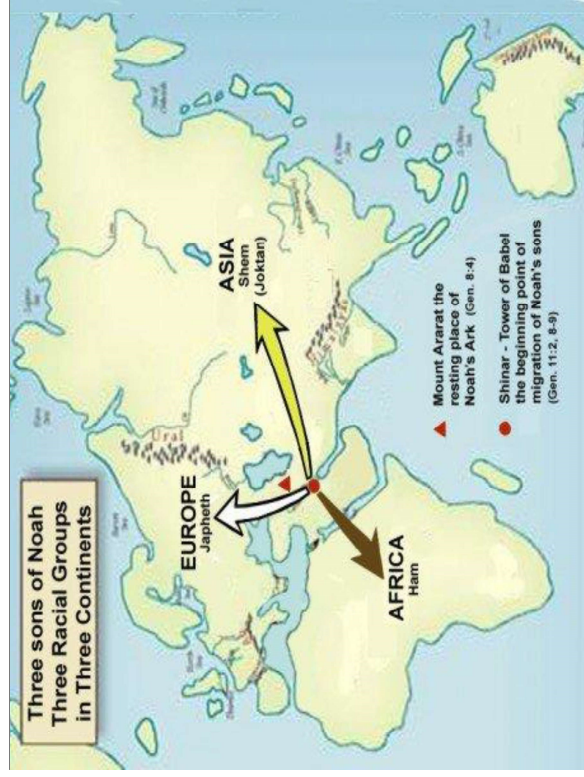 Three sons of Noah
Three Racial Groups
in Three Continents
Ural
EUROPE
Japheth
ASIA
Shem
(Joktan)
AFRICA
Ham
Mount Ararat the
resting place of
Noah's Ark (Gen. 8:4)
Shinar - Tower of Babel
the beginning point of
migration of Noah's sons
(Gen. 11:2, 8-9)